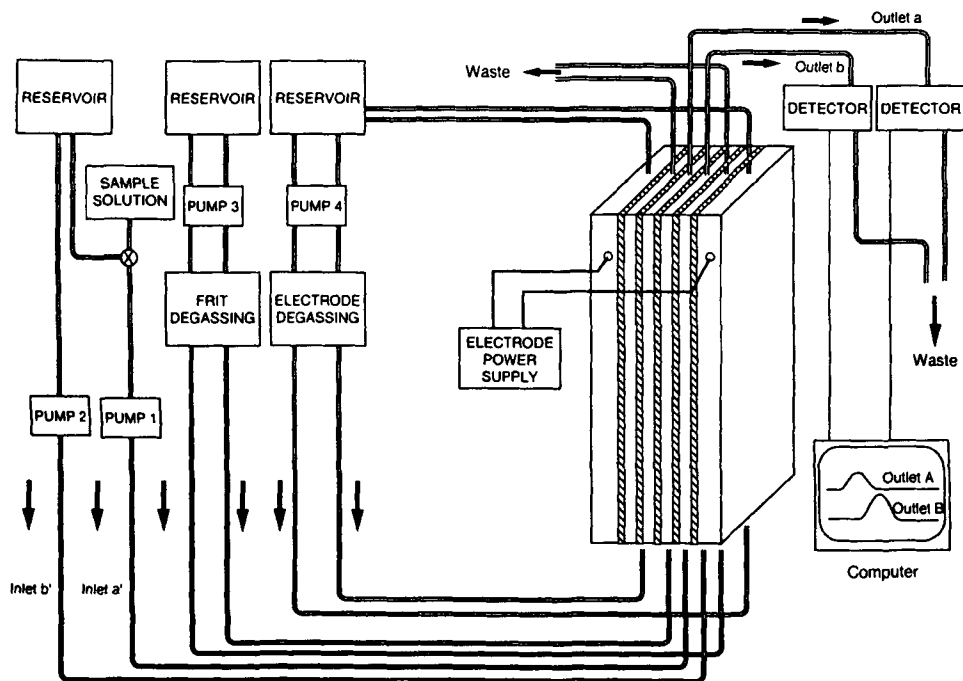 Outlet a
Outlet b
Waste
RESERVOIR
RESERVOIR
RESERVOIR
DETECTOR
DETECTOR
SAMPLE
SOLUTION
PUMP 3
PUMP 4
FRIT
DEGASSING
ELECTRODE
DEGASSING
ELECTRODE
POWER
SUPPLY
Waste
PUMP 2
PUMP 1
Outlet A
Outlet B
Computer
Inlet b'
Inlet a'